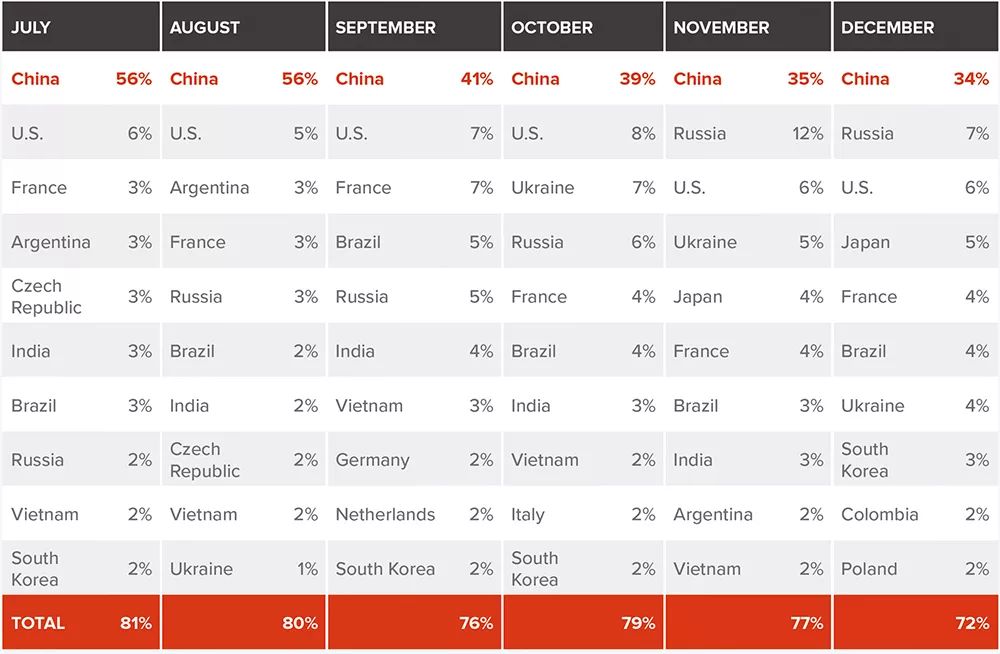 JULY AUGUST SEPTEMBER OCTOBER NOVEMBER DECEMBER
China 56% China 56% China 41% China 39% China 35% China 34%
U.S. 6% U.S. 5% U.S. 7% U.S. 8% Russia 12% Russia 7%
France 3% Argentina 3% France 7% Ukraine 7% U.S. 6% U.S. 6%
Argentina 3% France 3% Brazil 5% Russia 6% Ukraine 5% Japan 5%
Czech Republic 3% Russia 3% Russia 5% France 4% Japan 4% France 4%
India 3% Brazil 2% India 4% Brazil 4% France 4% Brazil 4%
Brazil 3% India 2% Vietnam 3% India 3% Brazil 3% Ukraine 4%
Russia 2% Czech Republic 2% Germany 2% Vietnam 2% India 3% South Korea 3%
Vietnam 2% Vietnam 2% Netherlands 2% Italy 2% Argentina 2% Colombia 2%
South Korea 2% Ukraine 1% South Korea 2% South Korea 2% Vietnam 2% Poland 2%
TOTAL 81% 80% 76% 79% 77% 72%